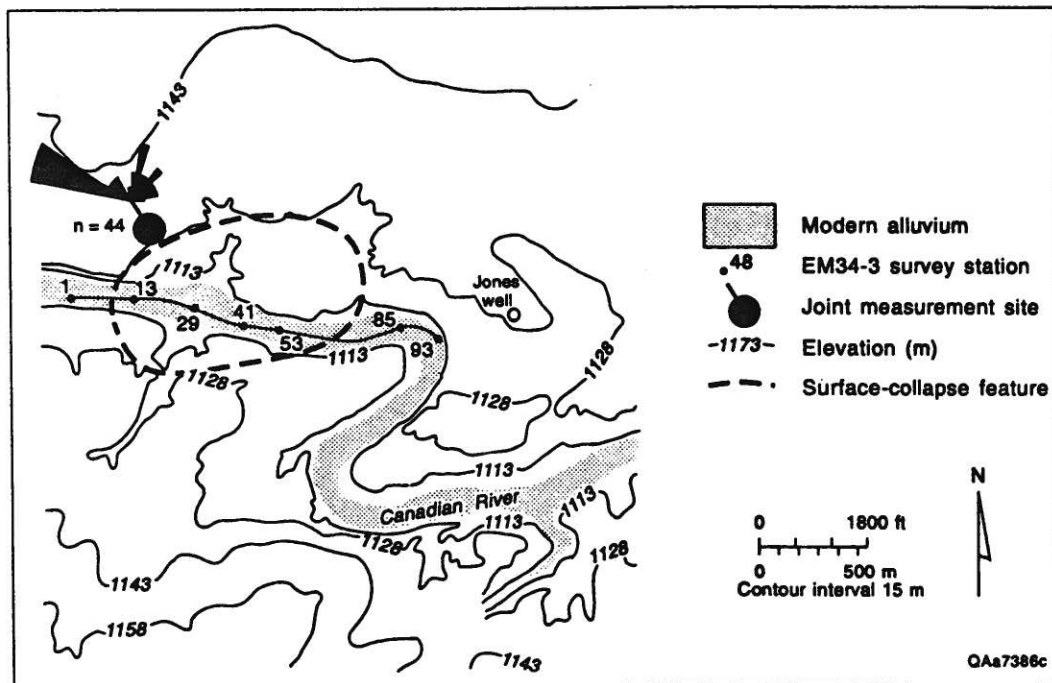 1143
n = 44
1113
1
13
29
41
53
85
93
1113
1128
Jones
well
1128
1128
1113
Canadian River
1113
1113
1128
1128
1143
1158
1143
Modern alluvium
48
EM34-3 survey station
Joint measurement site
-1173- Elevation (m)
Surface-collapse feature
N
0 1800 ft
0 500 m
Contour interval 15 m
QAa7386c